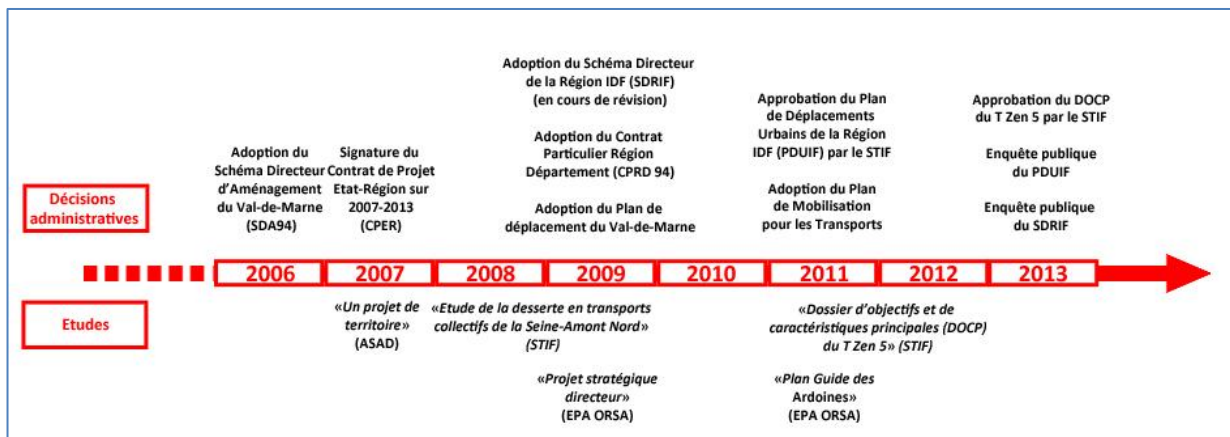 Adoption du Schéma Directeur
de la Région IDF (SDRIF)
(en cours de révision)
Adoption du Contrat
Particulier Région
Département (CPRD 94)
Adoption du Plan de
déplacement du Val-de-Marne
Approbation du Plan
de Déplacements
Urbains de la Région
IDF (PDUIF) par le STIF
Adoption du Plan
de Mobilisation
pour les Transports
Approbation du DOCP
du T Zen 5 par le STIF
Enquête publique
du PDUIF
Enquête publique
du SDRIF
Adoption du
Schéma Directeur
d'Aménagement
du Val-de-Marne
(SDA94)
Signature du
Contrat de Projet
Etat-Région sur
2007-2013
(CPER)
Décisions
administratives
2006 2007 2008 2009 2010 2011 2012 2013
Etudes
«Un projet de
territoire»
(ASAD)
«Etude de la desserte en transports
collectifs de la Seine-Amont Nord»
(STIF)
«Projet stratégique
directeur»
(EPA ORSA)
«Dossier d'objectifs et de
caractéristiques principales (DOCP)
du T Zen 5» (STIF)
«Plan Guide des
Ardoines»
(EPA ORSA)